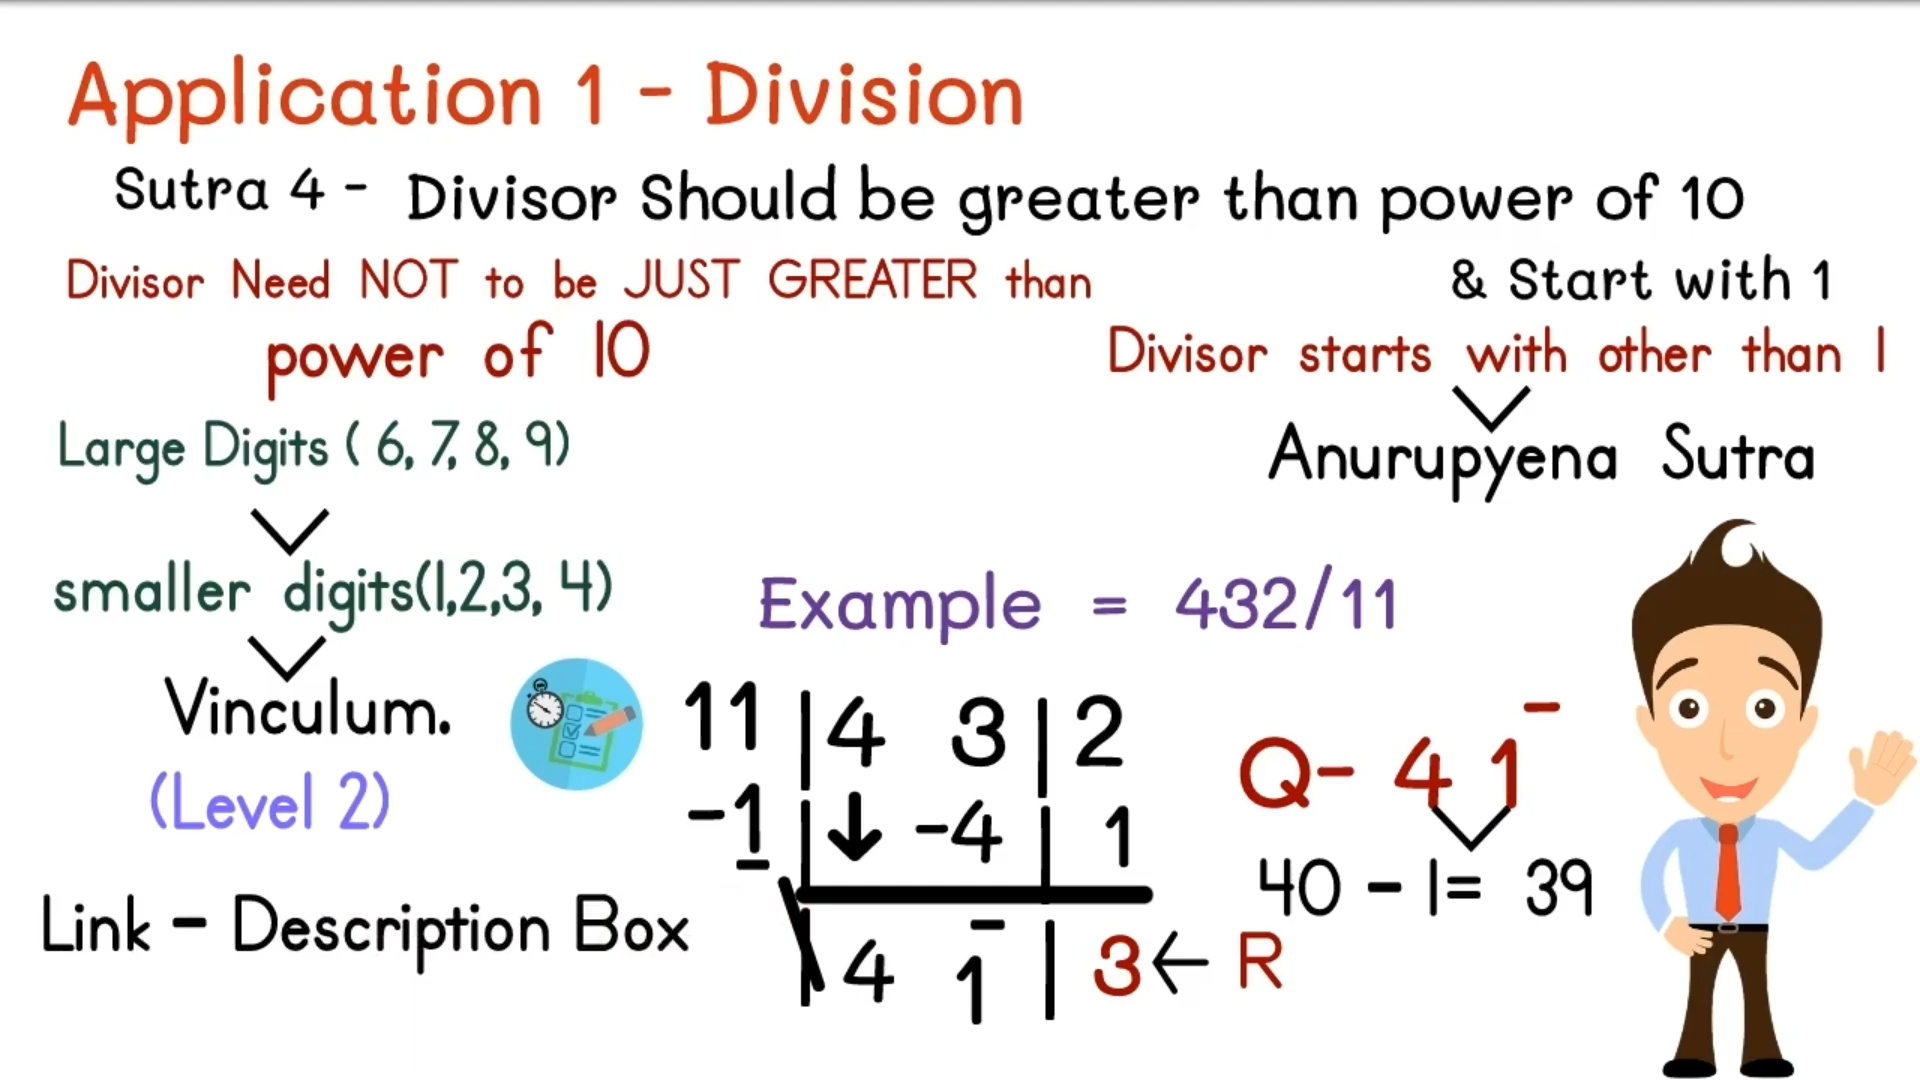 Application 1 - Division
Sutra 4 - Divisor Should be greater than power of 10
& Start with 1
Divisor Need NOT to be JUST GREATER than
power of 10
Divisor starts with other than 1
Anurupyena Sutra
Large Digits ( 6, 7, 8, 9)
smaller digits(1,2,3, 4)
Vinculum.
(Level 2)
Link - Description Box
Example = 432/11
11 | 4 3 | 2
-1 | ↓ -4 | 1
4 1̅ | 3 ← R
Q- 4 1̅
40 - 1= 39